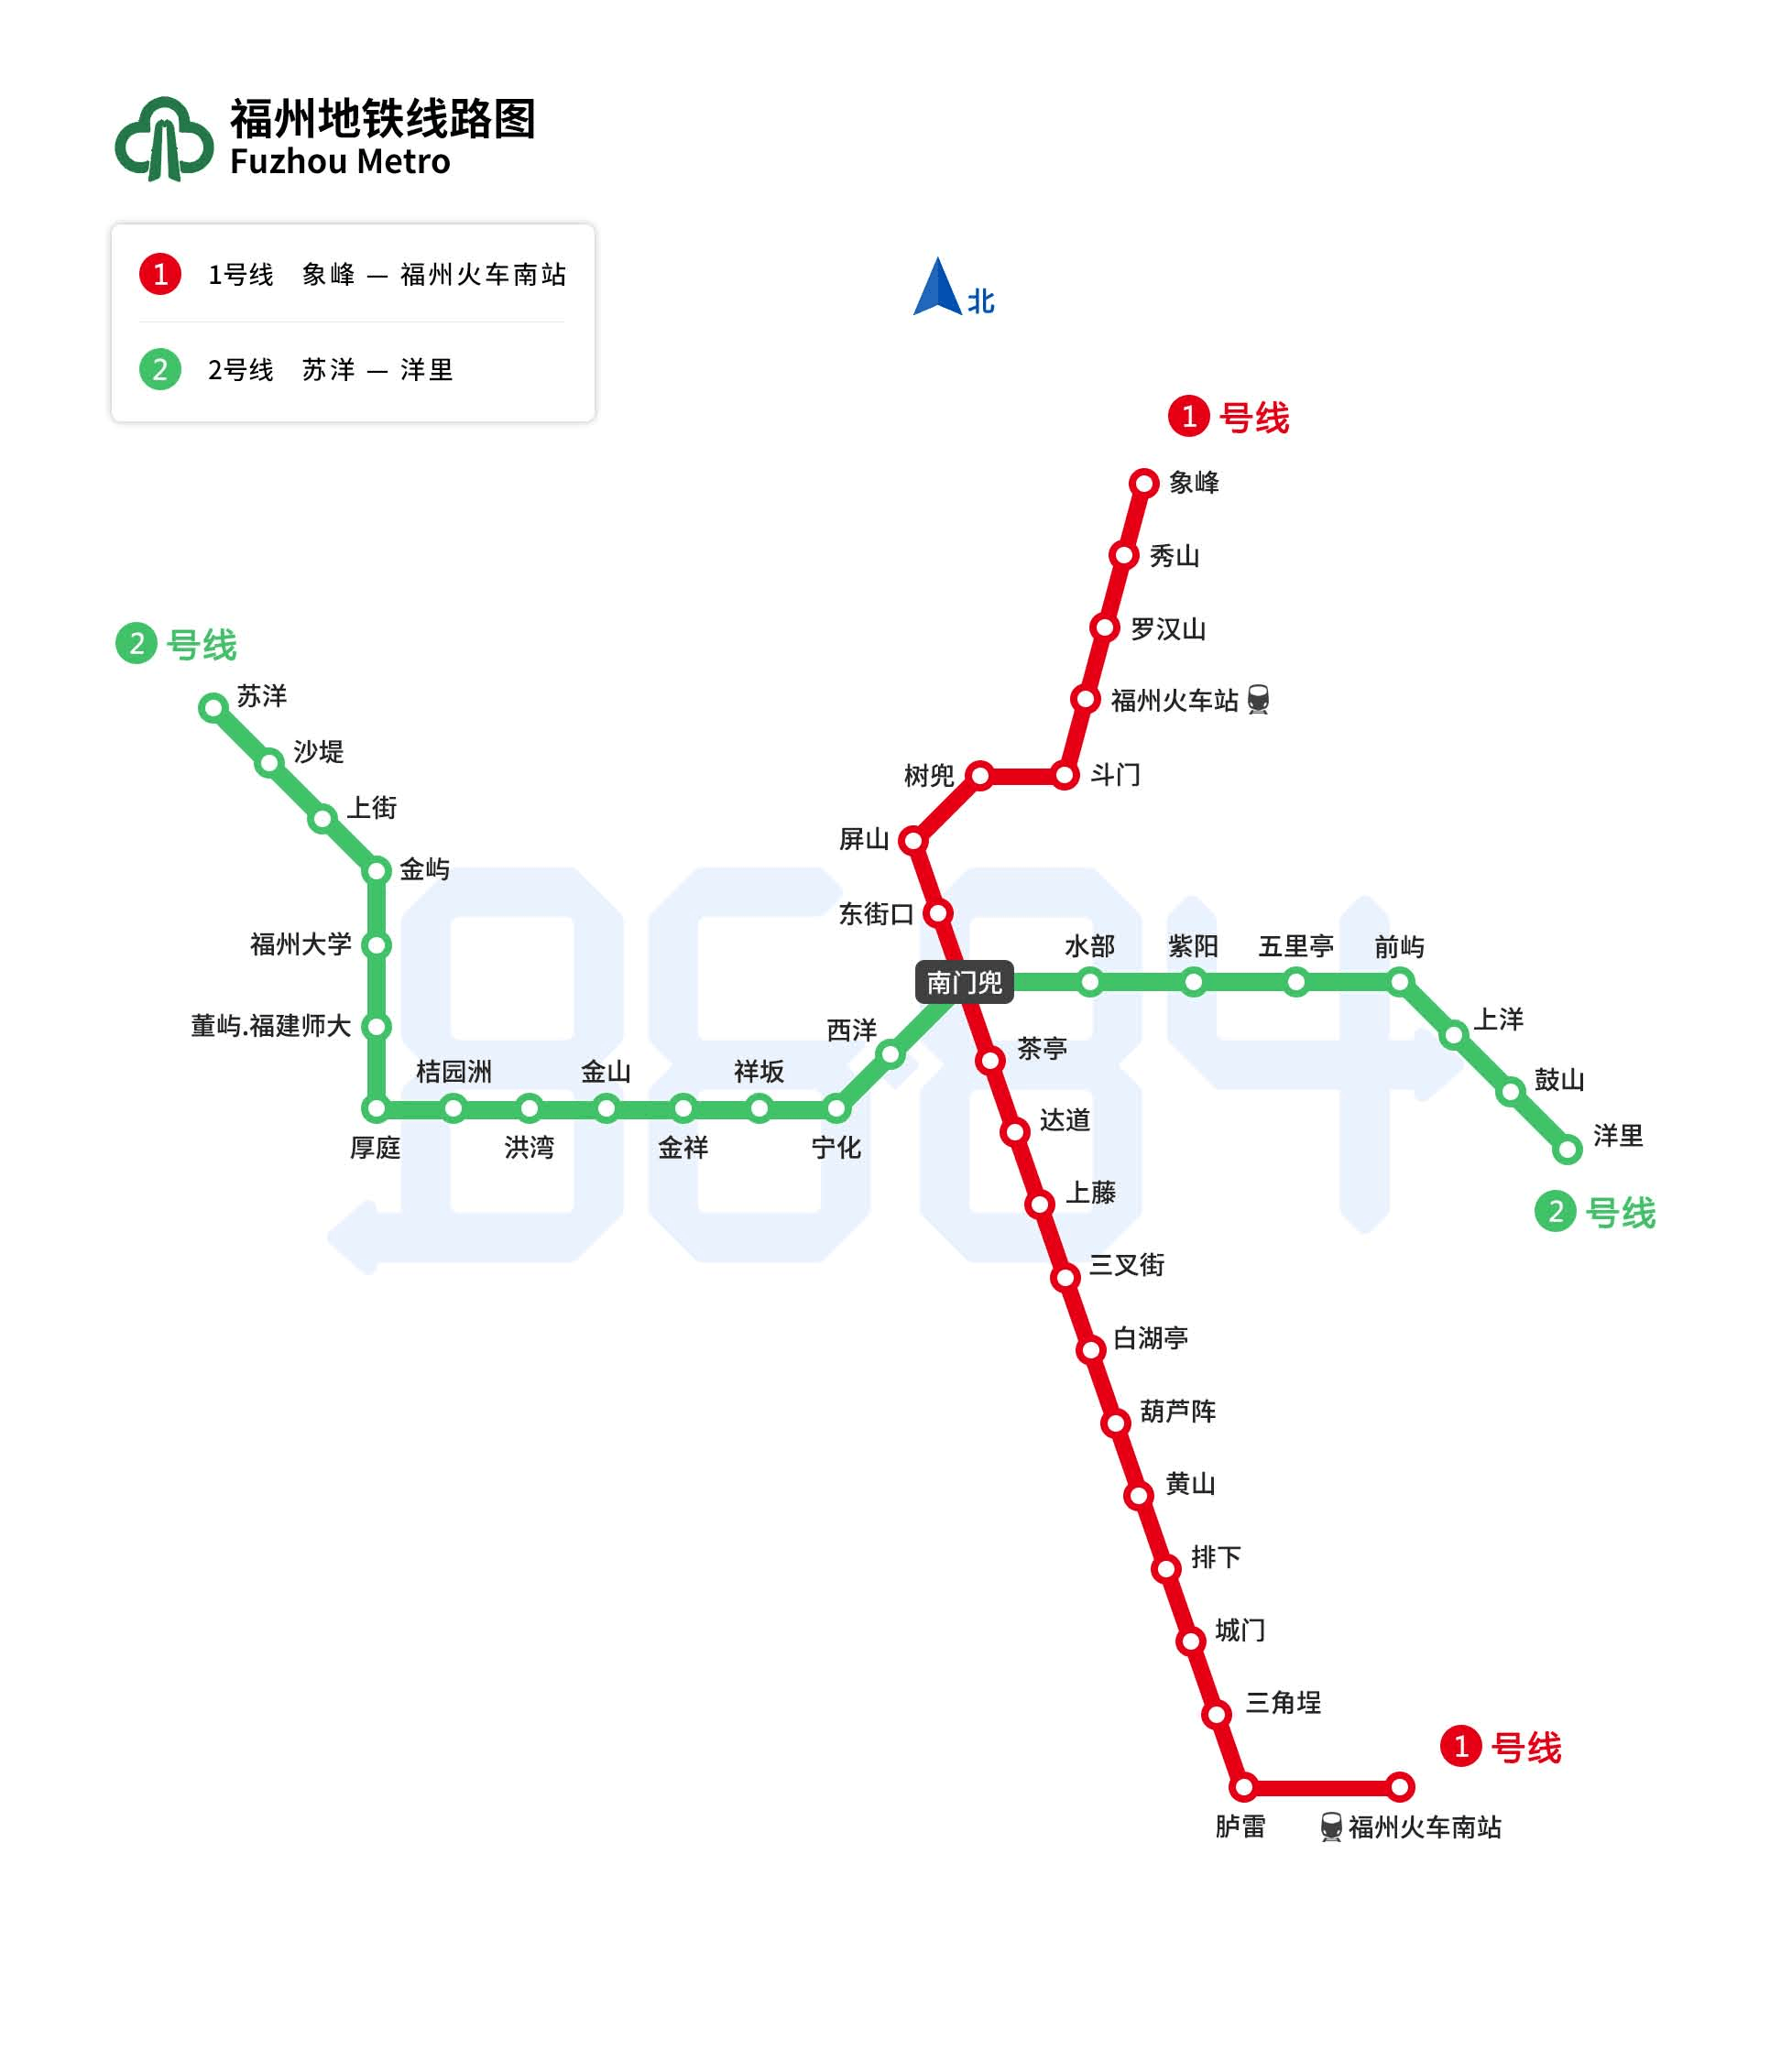 福州地铁线路图
Fuzhou Metro
1 1号线 象峰 — 福州火车南站
2 2号线 苏洋 — 洋里
北
1 号线
象峰
秀山
罗汉山
福州火车站
斗门
树兜
屏山
东街口
南门兜
茶亭
达道
上藤
三叉街
白湖亭
葫芦阵
黄山
排下
城门
三角埕
胪雷
福州火车南站
1 号线
2 号线
苏洋
沙堤
上街
金屿
福州大学
董屿.福建师大
厚庭
桔园洲
洪湾
金山
金祥
祥坂
宁化
西洋
水部
紫阳
五里亭
前屿
上洋
鼓山
洋里
2 号线
8684